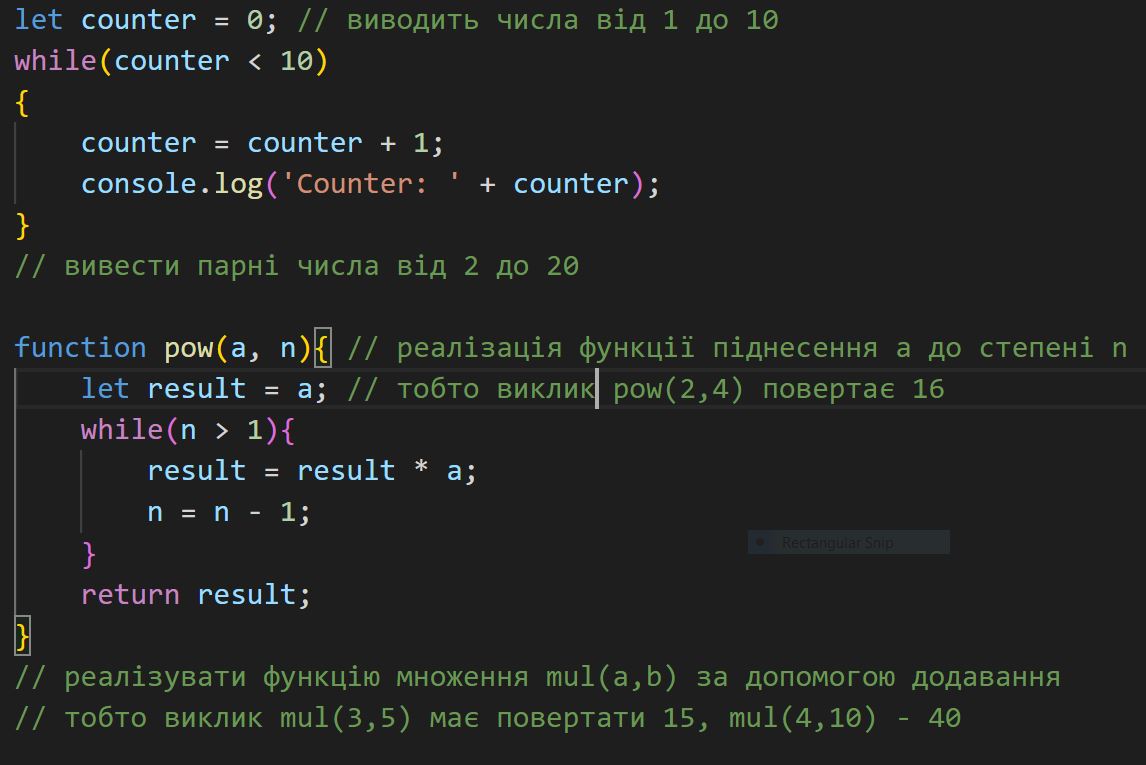 let counter = 0; // виводить числа від 1 до 10
while(counter < 10)
{
    counter = counter + 1;
    console.log('Counter: ' + counter);
}
// вивести парні числа від 2 до 20
function pow(a, n){ // реалізація функції піднесення a до степені n
    let result = a; // тобто виклик pow(2,4) повертає 16
    while(n > 1){
        result = result * a;
        n = n - 1;
    }
Rectangular Snip
    return result;
}
// реалізувати функцію множення mul(a,b) за допомогою додавання
// тобто виклик mul(3,5) має повертати 15, mul(4,10) - 40